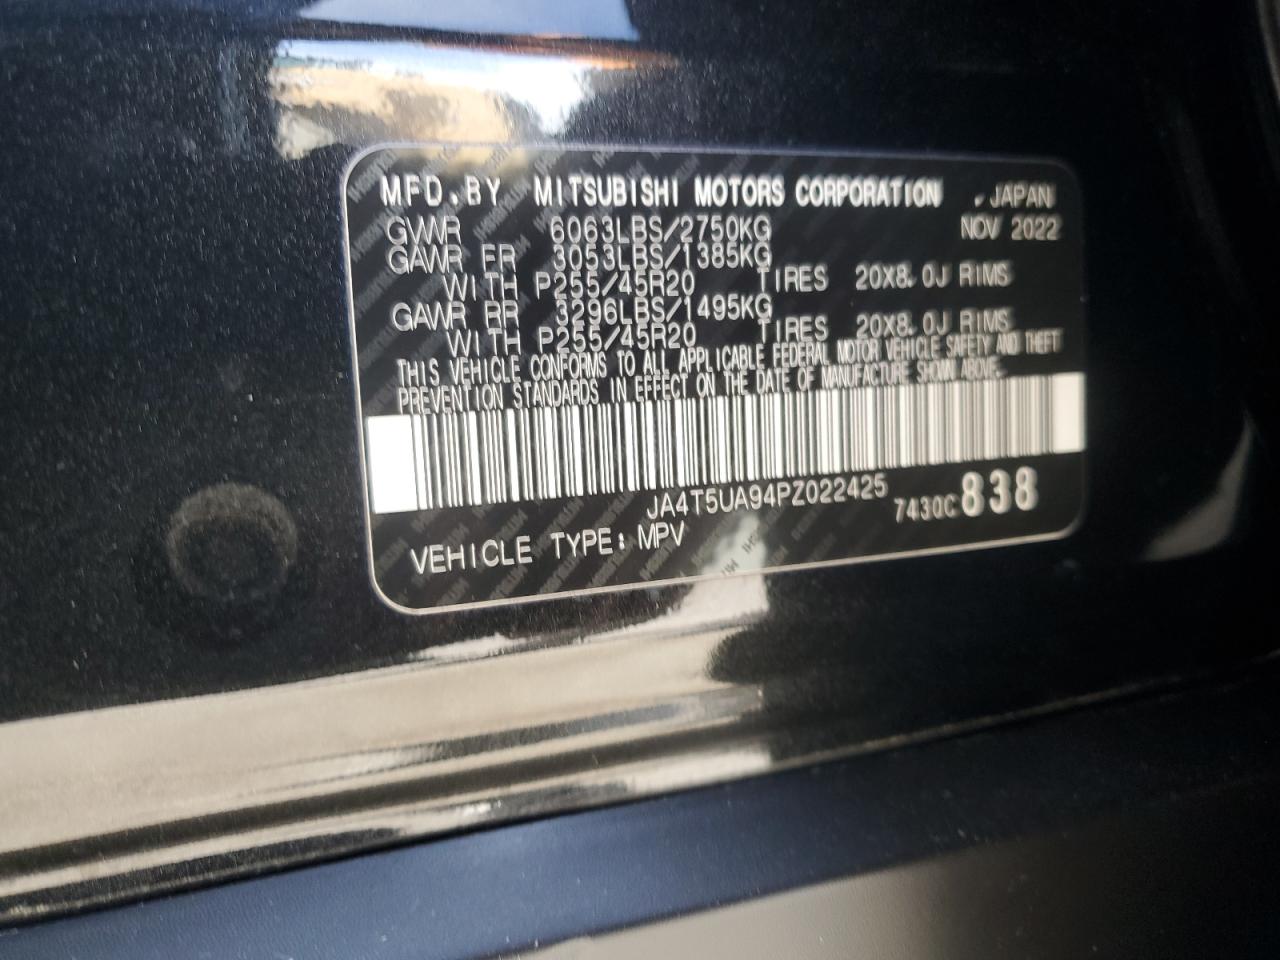 MFD. BY MITSUBISHI MOTORS CORPORATION , JAPAN
GVWR 6063LBS/2750KG NOV 2022
GAWR FR 3053LBS/1385KG
WITH P255/45R20 TIRES 20X8.0J RIMS
GAWR RR 3296LBS/1495KG
WITH P255/45R20 TIRES 20X8.0J RIMS
THIS VEHICLE CONFORMS TO ALL APPLICABLE FEDERAL MOTOR VEHICLE SAFETY AND THEFT
PREVENTION STANDARDS IN EFFECT ON THE DATE OF MANUFACTURE SHOWN ABOVE.
JA4T5UA94PZ022425 7430C838
VEHICLE TYPE: MPV